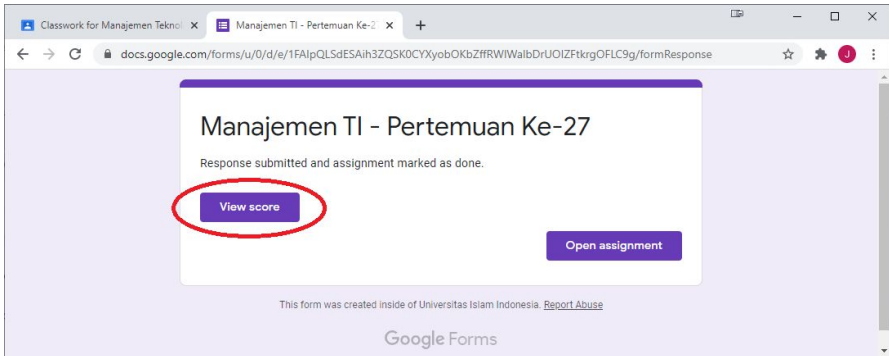 Classwork for Manajemen Teknol
Manajemen TI - Pertemuan Ke-2
docs.google.com/forms/u/0/d/e/1FAIpQLSdESAih3ZQSK0CYXyobOKbZffRWlWalbDrUOIZFtkrgOFLC9g/formResponse
J
Manajemen TI - Pertemuan Ke-27
Response submitted and assignment marked as done.
View score
Open assignment
This form was created inside of Universitas Islam Indonesia. Report Abuse
Google Forms